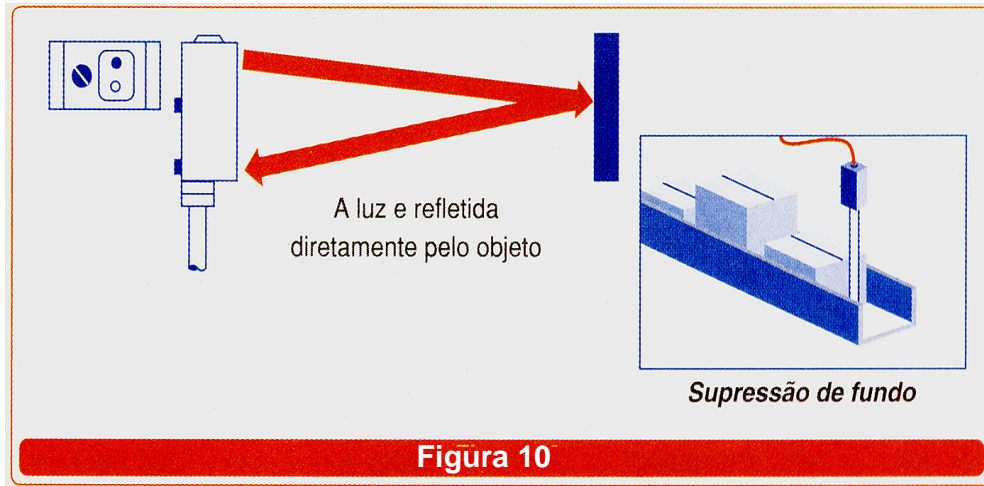 A luz e refletida
diretamente pelo objeto
Supressão de fundo
Figura 10